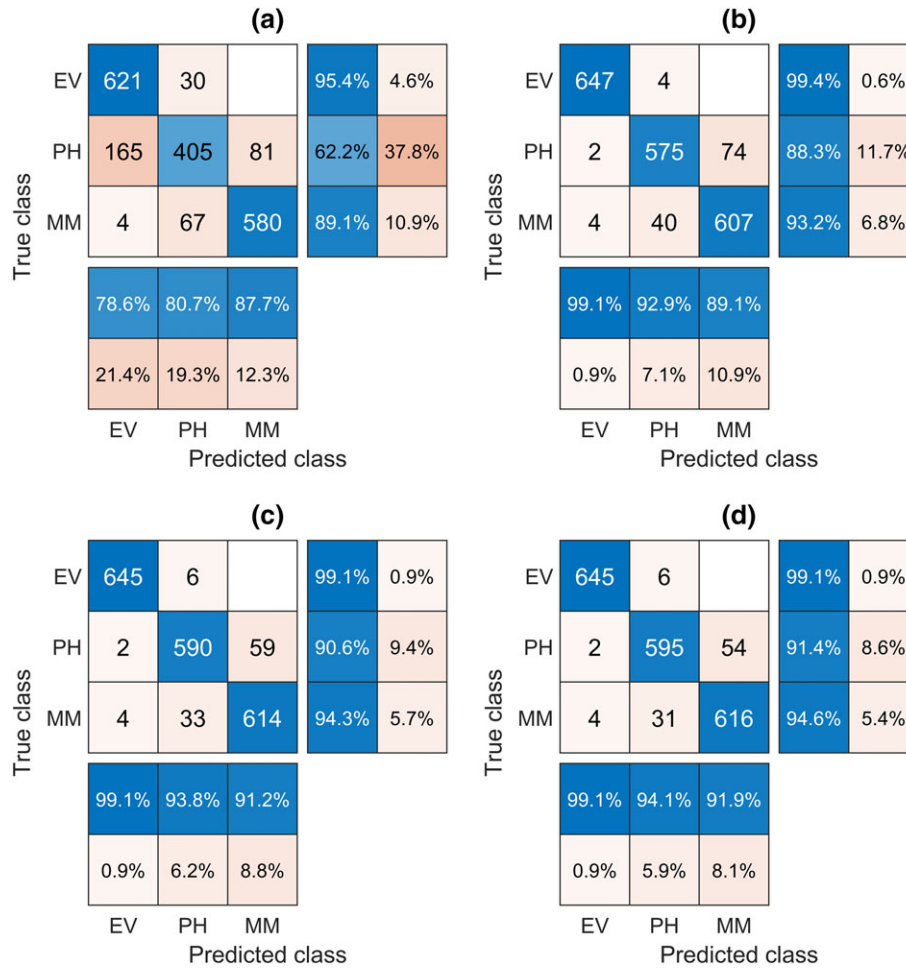 (a)
EV 621 30 95.4% 4.6%
PH 165 405 81 62.2% 37.8%
MM 4 67 580 89.1% 10.9%
True class
78.6% 80.7% 87.7%
21.4% 19.3% 12.3%
EV PH MM
Predicted class
(b)
EV 647 4 99.4% 0.6%
PH 2 575 74 88.3% 11.7%
MM 4 40 607 93.2% 6.8%
True class
99.1% 92.9% 89.1%
0.9% 7.1% 10.9%
EV PH MM
Predicted class
(c)
EV 645 6 99.1% 0.9%
PH 2 590 59 90.6% 9.4%
MM 4 33 614 94.3% 5.7%
True class
99.1% 93.8% 91.2%
0.9% 6.2% 8.8%
EV PH MM
Predicted class
(d)
EV 645 6 99.1% 0.9%
PH 2 595 54 91.4% 8.6%
MM 4 31 616 94.6% 5.4%
True class
99.1% 94.1% 91.9%
0.9% 5.9% 8.1%
EV PH MM
Predicted class